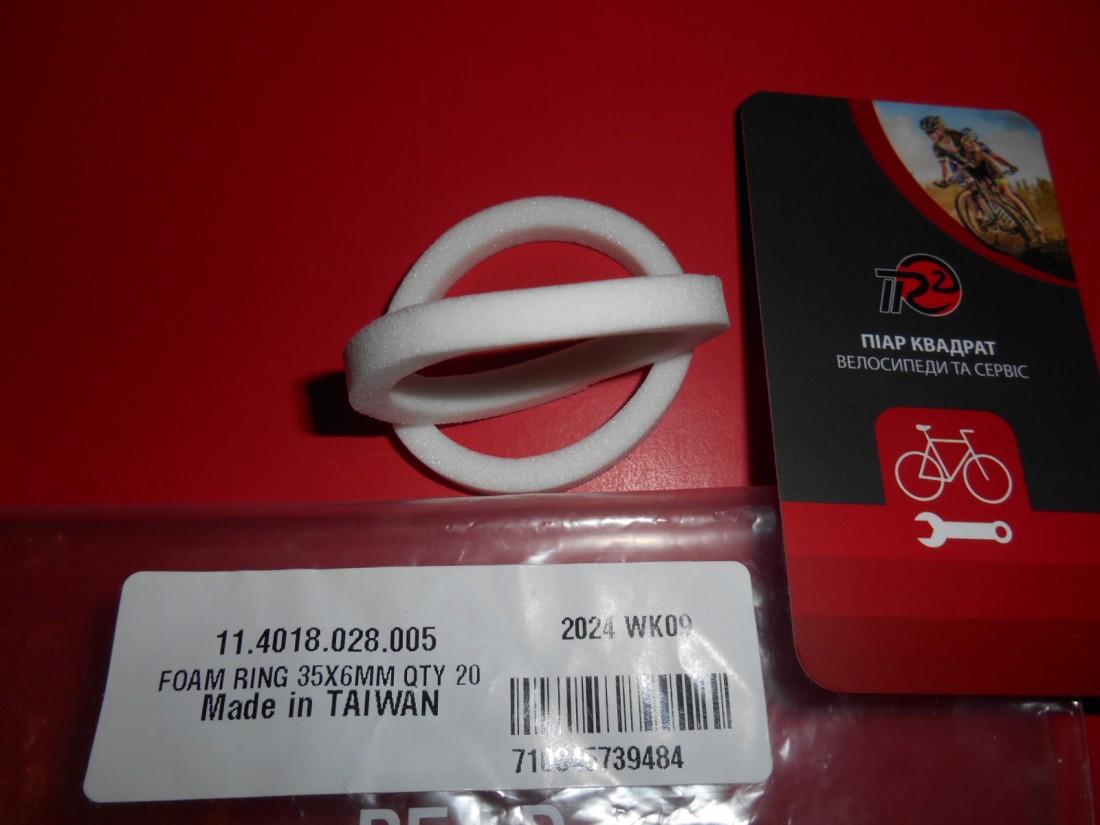 ПІАР КВАДРАТ
ВЕЛОСИПЕДИ ТА СЕРВІС
11.4018.028.005
2024 WK09
FOAM RING 35X6MM QTY 20
Made in TAIWAN
710845739484